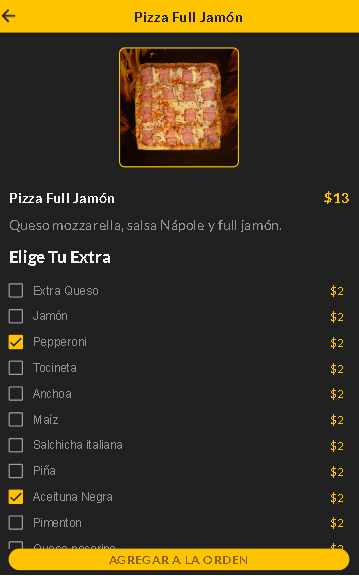 Pizza Full Jamón
Pizza Full Jamón $13
Queso mozzarella, salsa Nápole y full jamón.
Elige Tu Extra
Extra Queso $2
Jamón $2
Pepperoni $2
Tocineta $2
Anchoa $2
Maíz $2
Salchicha italiana $2
Piña $2
Aceituna Negra $2
Pimenton $2
Queso $2
AGREGAR A LA ORDEN